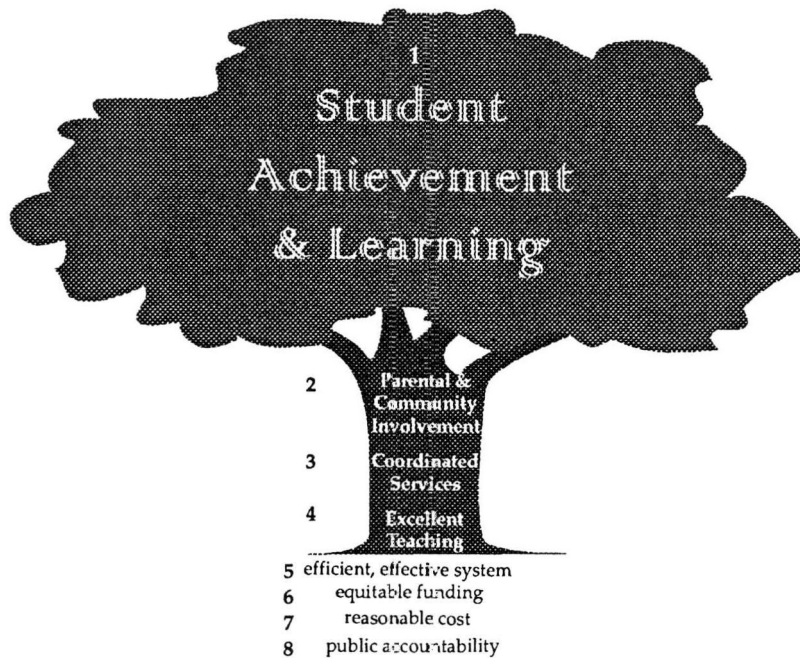 1
Student
Achievement
& Learning
2 Parental &
Community
Involvement
3 Coordinated
Services
4 Excellent
Teaching
5 efficient, effective system
6 equitable funding
7 reasonable cost
8 public accountability